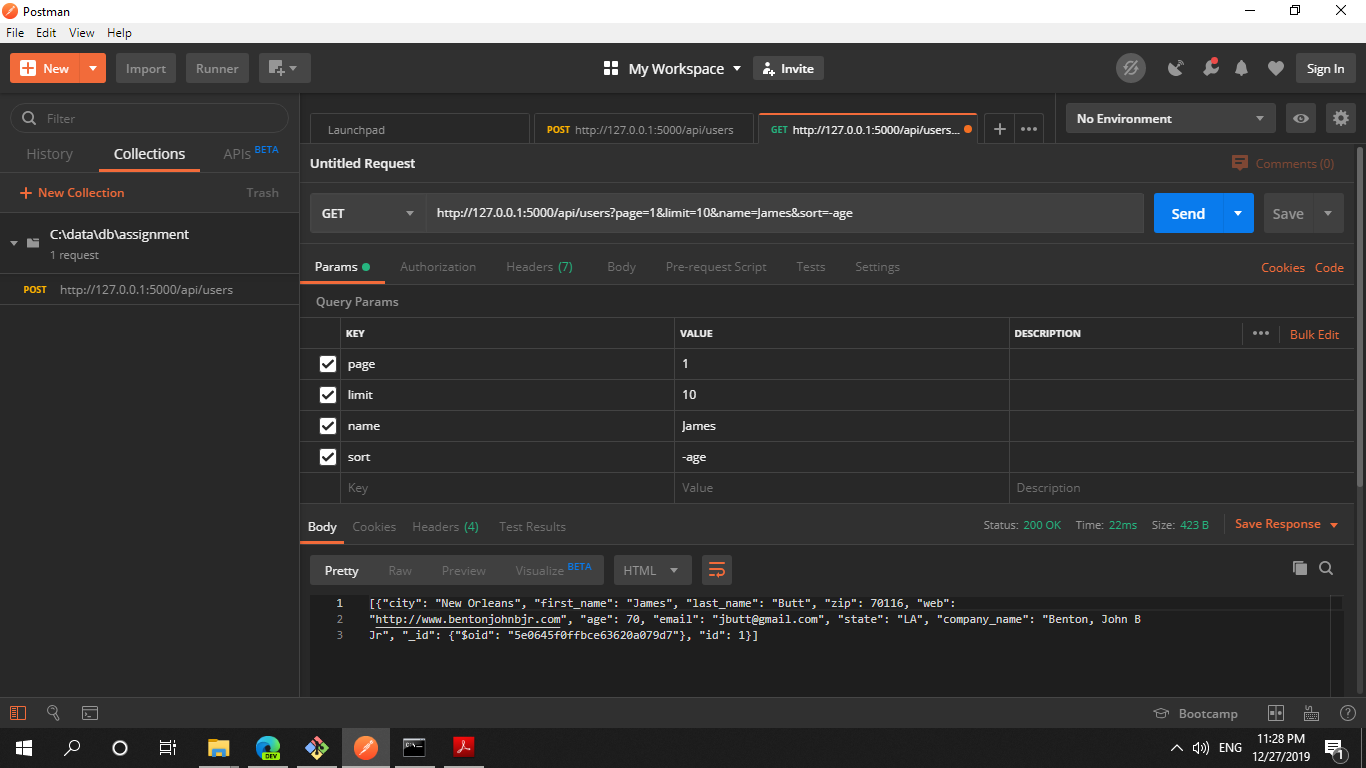 Postman
File Edit View Help
New Import Runner My Workspace Invite Sign In
Filter
History Collections APIs BETA
New Collection Trash
C:\data\db\assignment
1 request
POST http://127.0.0.1:5000/api/users
Launchpad POST http://127.0.0.1:5000/api/users GET http://127.0.0.1:5000/api/users... No Environment
Untitled Request Comments (0)
GET http://127.0.0.1:5000/api/users?page=1&limit=10&name=James&sort=-age Send Save
Params Authorization Headers (7) Body Pre-request Script Tests Settings Cookies Code
Query Params
KEY VALUE DESCRIPTION Bulk Edit
page 1
limit 10
name James
sort -age
Key Value Description
Body Cookies Headers (4) Test Results Status: 200 OK Time: 22ms Size: 423 B Save Response
Pretty Raw Preview Visualize BETA HTML
1 [{"city": "New Orleans", "first_name": "James", "last_name": "Butt", "zip": 70116, "web":
2 "http://www.bentonjohnbjr.com", "age": 70, "email": "jbutt@gmail.com", "state": "LA", "company_name": "Benton, John B
3 Jr", "_id": {"$oid": "5e0645f0ffbce63620a079d7"}, "id": 1}]
Bootcamp
DEV ENG 11:28 PM
12/27/2019 1